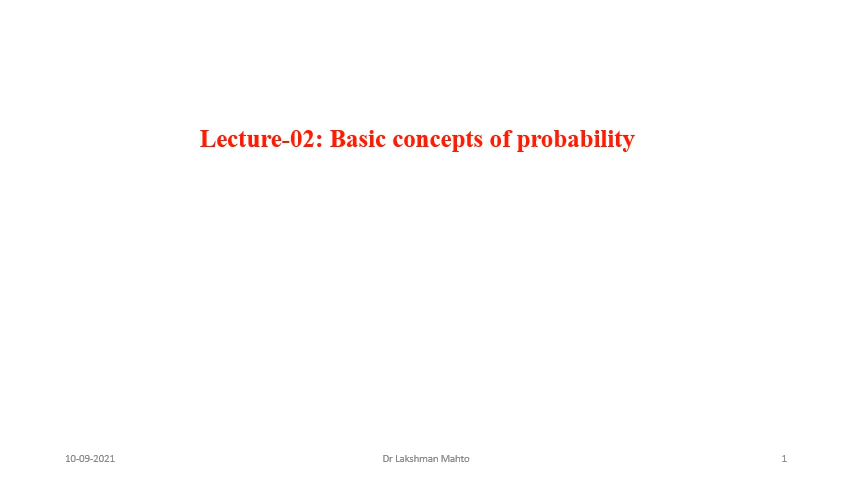 Lecture-02: Basic concepts of probability
10-09-2021
Dr Lakshman Mahto
1